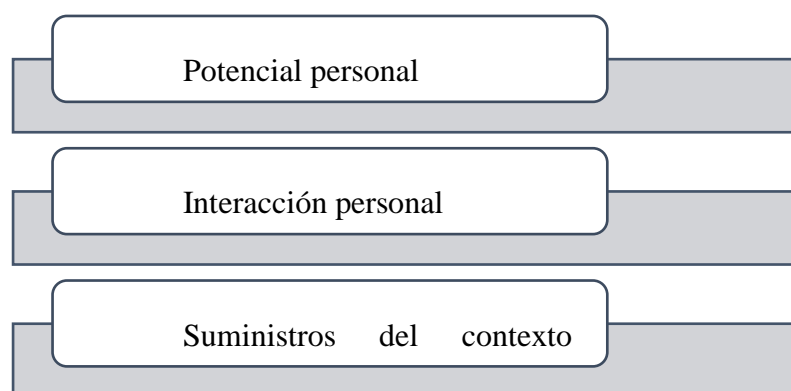 Potencial personal
Interacción personal
Suministros del contexto